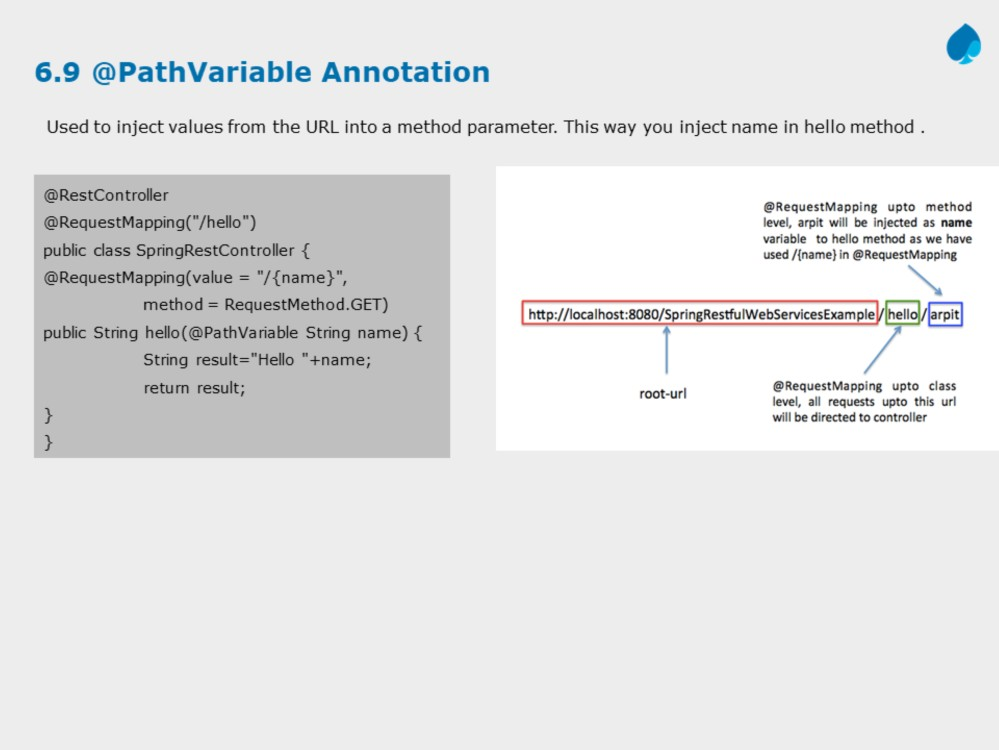 6.9 @PathVariable Annotation
Used to inject values from the URL into a method parameter. This way you inject name in hello method .
@RestController
@RequestMapping("/hello")
public class SpringRestController {
@RequestMapping(value = "/{name}",
method = RequestMethod.GET)
public String hello(@PathVariable String name) {
String result="Hello "+name;
return result;
}
}
@RequestMapping upto method
level, arpit will be injected as name
variable to hello method as we have
used /{name} in @RequestMapping
http://localhost:8080/SpringRestfulWebServicesExample/hello/arpit
root-url
@RequestMapping upto class
level, all requests upto this url
will be directed to controller